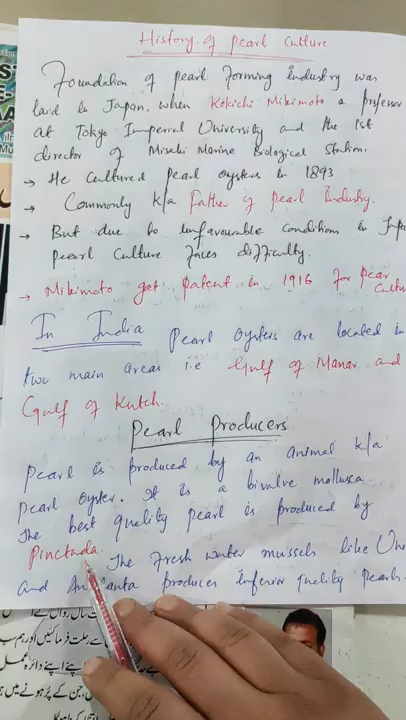 History of Pearl Culture
Foundation of pearl forming industry was
laid in Japan, when Kokichi Mikimoto a professor
at Tokyo Imperial University and the 1st
director of Misaki Marine Biological Station.
→ He Cultured Pearl oysters in 1893
→ Commonly k/a Father of pearl Industry.
→ But due to unfavourable condition in
pearl Culture faces difficulty.
→ Mikimoto get patent in 1916 for
Culture
In India Pearl oysters are located in
two main areas i.e Gulf of Manar and
Gulf of Kutch.
Pearl Producers
Pearl is produced by an animal k/a
pearl oyster. It is a bivalve mollusca.
The best quality pearl is produced by
Pinctada. The Fresh water mussels like
and producer inferior quality pearls.